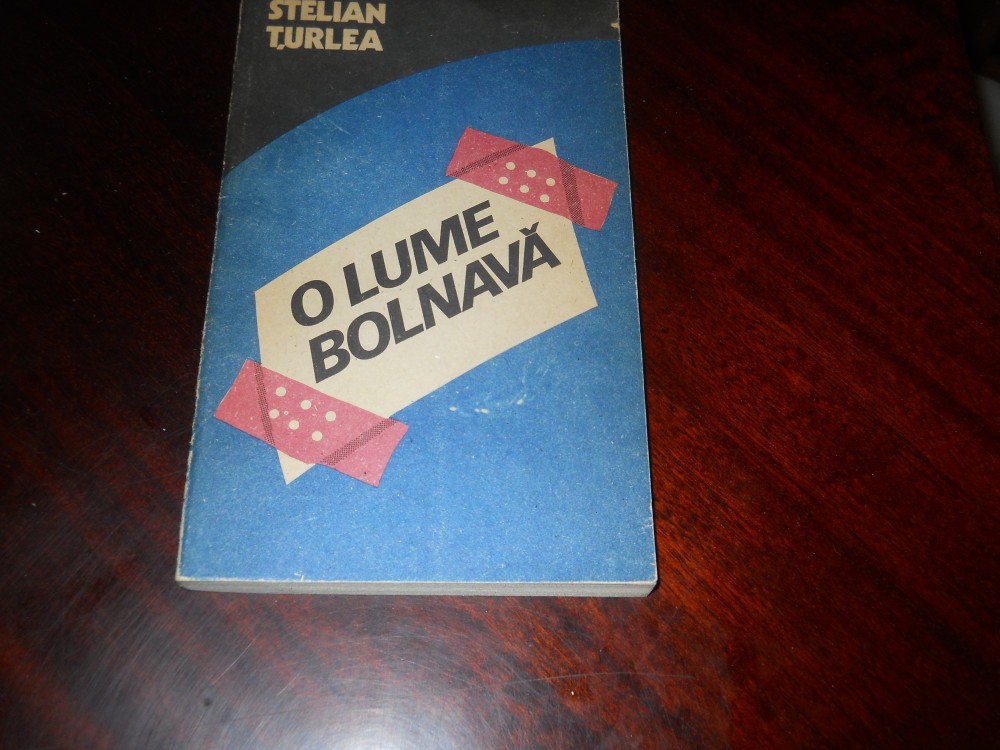 STELIAN
ȚURLEA
O LUME
BOLNAVĂ